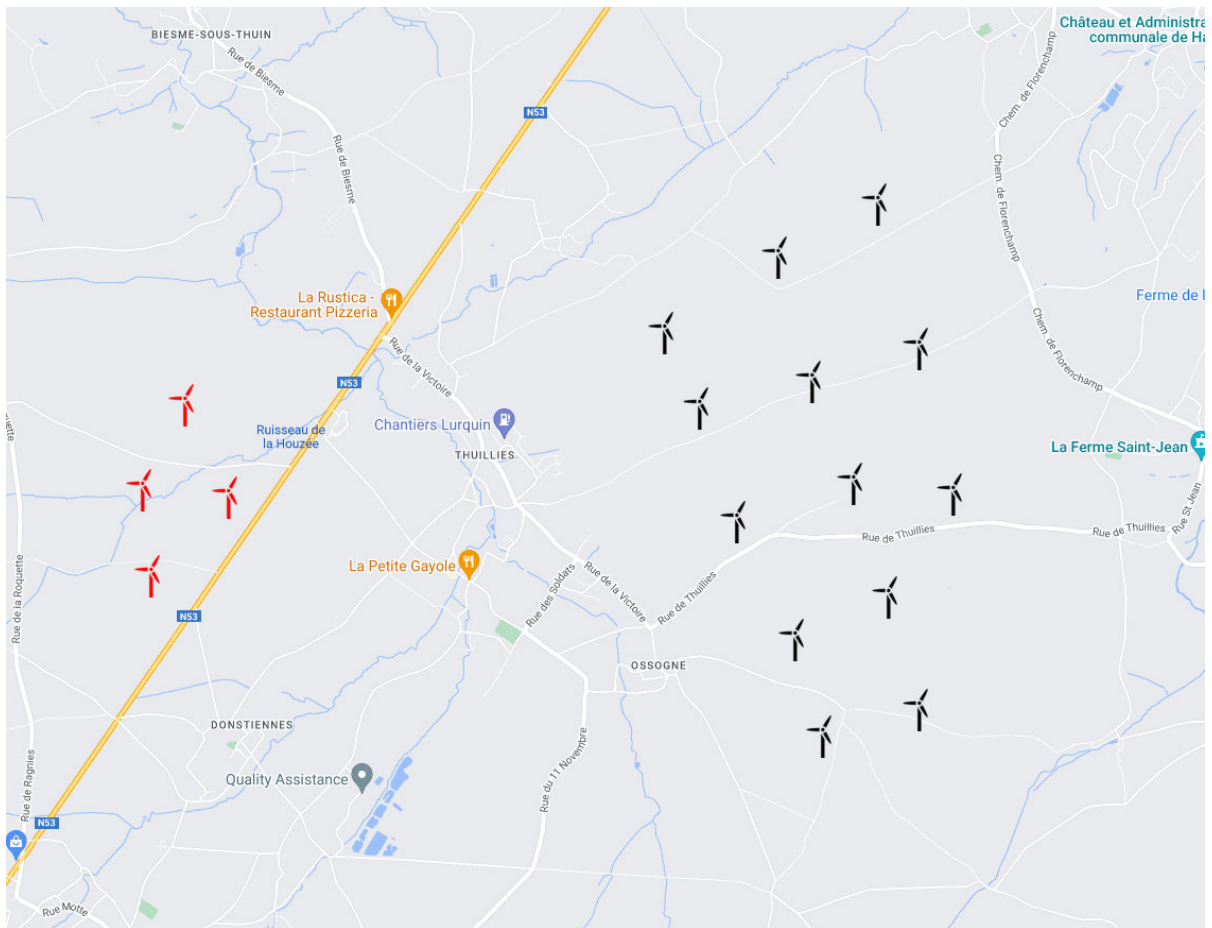 BIESME-SOUS-THUIN
Château et Administra
communale de Ha
Rue de Biesme
N53
Chem. de Florenchamp
Rue de Biesme
Chem. de Florenchamp
La Rustica -
Restaurant Pizzeria
Ferme de l
Chem. de Florenchamp
Rue de la Victoire
N53
Ruisseau de
la Houzée
Chantiers Lurquin
THUILLIES
La Ferme Saint-Jean
quette
Rue St Jean
Rue de Thuillies
Rue de Thuillies
La Petite Gayole
Rue des Soldats
Rue de la Victoire
Rue de Thuillies
Rue de la Roquette
N53
OSSOGNE
DONSTIENNES
Quality Assistance
Rue du 11 Novembre
Rue de Ragnies
N53
Rue Motte